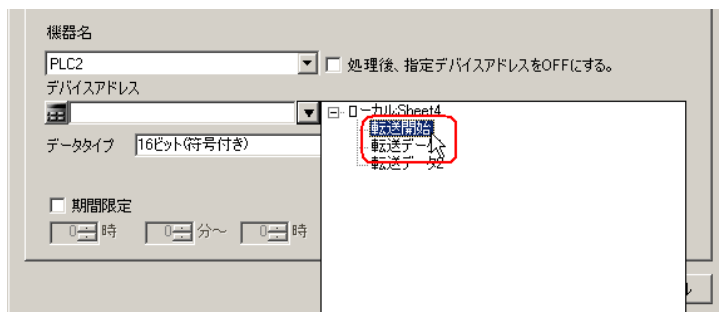 機器名
PLC2
処理後、指定デバイスアドレスをOFFにする。
デバイスアドレス
ローカル:Sheet4
転送開始
データタイプ 16ビット(符号付き)
転送データ
転送データ2
期間限定
0 時 0 分～ 0 時
ル